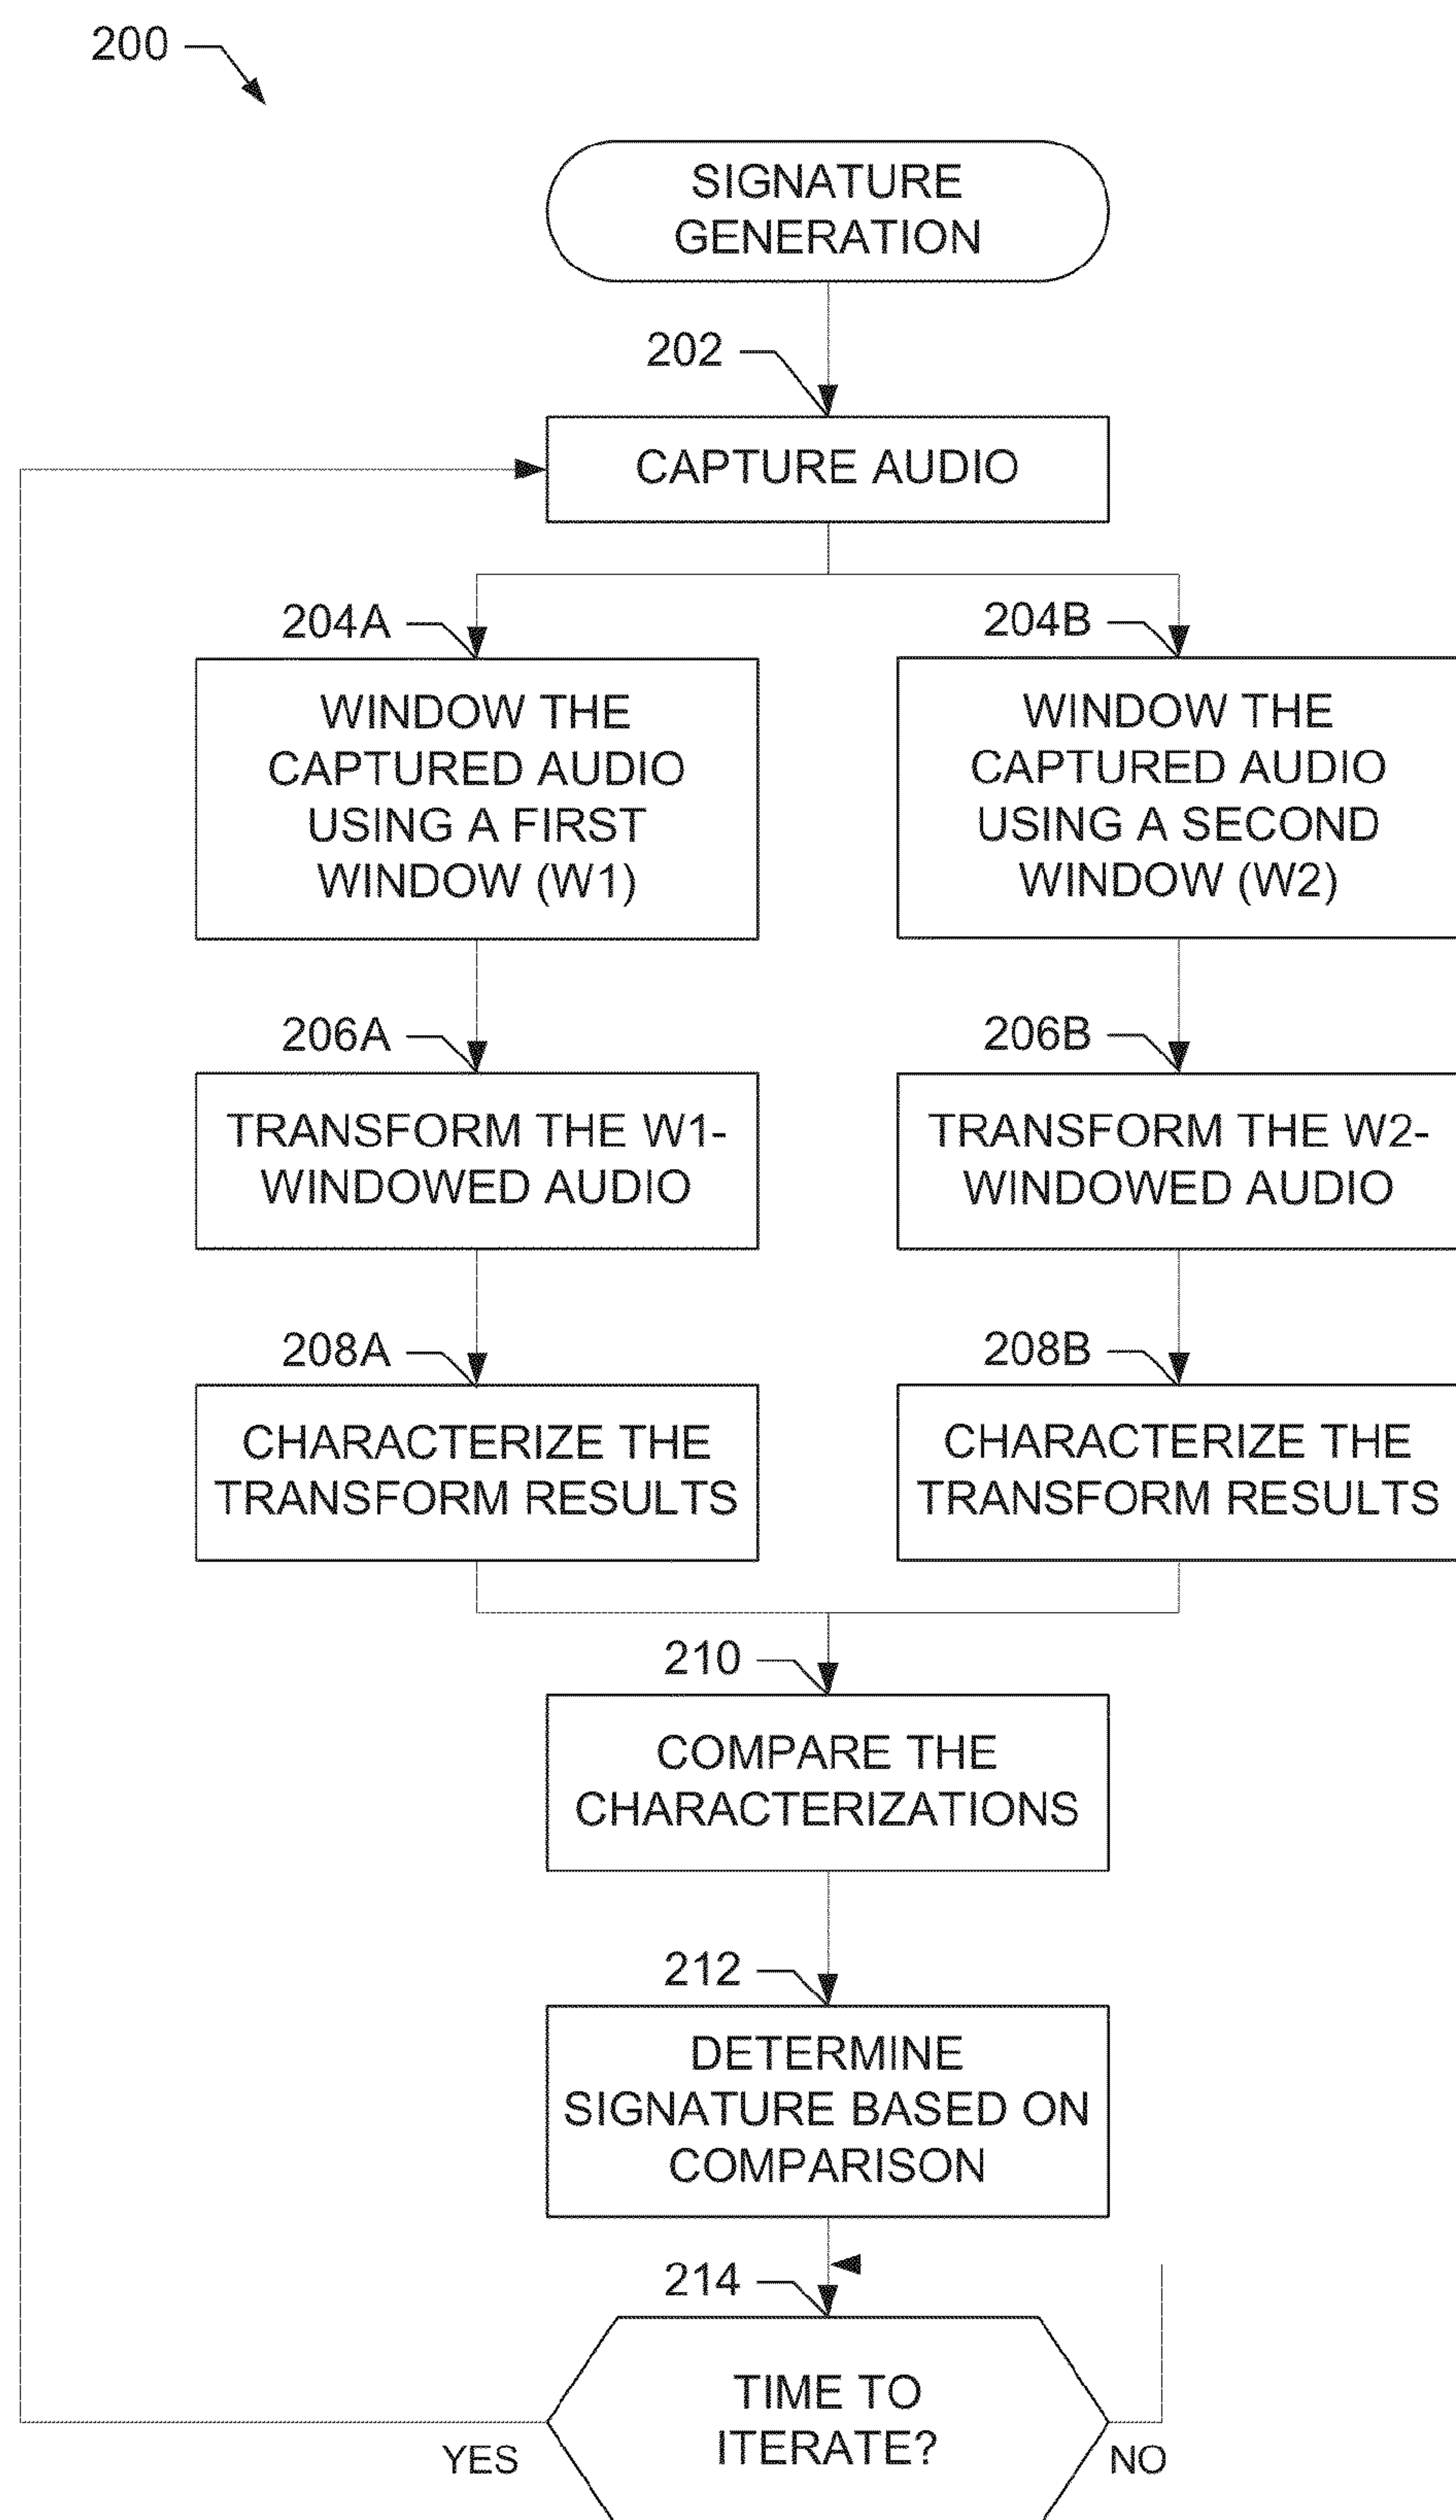 200
SIGNATURE
GENERATION
202
CAPTURE AUDIO
204A
WINDOW THE
CAPTURED AUDIO
USING A FIRST
WINDOW (W1)
204B
WINDOW THE
CAPTURED AUDIO
USING A SECOND
WINDOW (W2)
206A
TRANSFORM THE W1-
WINDOWED AUDIO
206B
TRANSFORM THE W2-
WINDOWED AUDIO
208A
CHARACTERIZE THE
TRANSFORM RESULTS
208B
CHARACTERIZE THE
TRANSFORM RESULTS
210
COMPARE THE
CHARACTERIZATIONS
212
DETERMINE
SIGNATURE BASED ON
COMPARISON
214
TIME TO
ITERATE?
YES
NO